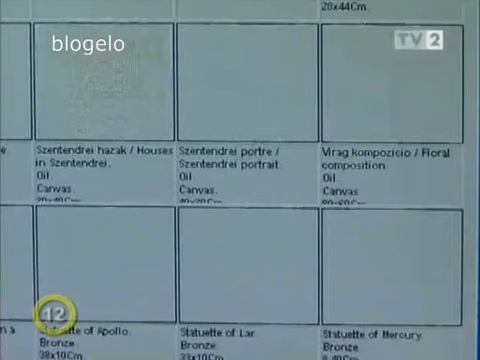 28x44Cm.
blogelo
TV2
e.
Szentendrei hazak / Houses
in Szentendrei.
Oil.
Canvas.
Szentendrei portre /
Szentendrei portrait.
Oil.
Canvas.
Virag kompozicio / Floral
composition.
Oil.
Canvas.
12
Statuette of Apollo.
Bronze.
38x10Cm.
Statuette of Lar.
Bronze.
33x10Cm.
Statuette of Mercury.
Bronze.